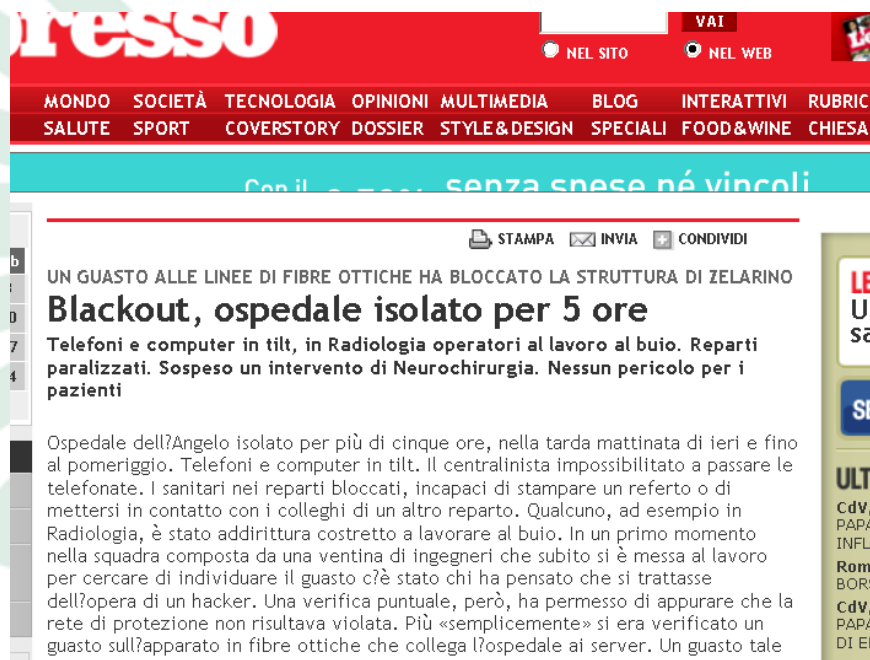 VAI
NEL SITO NEL WEB
MONDO SOCIETÀ TECNOLOGIA OPINIONI MULTIMEDIA BLOG INTERATTIVI
SALUTE SPORT COVERSTORY DOSSIER STYLE&DESIGN SPECIALI FOOD&WINE CHIESA
senza spese né vincoli
STAMPA INVIA CONDIVIDI
UN GUASTO ALLE LINEE DI FIBRE OTTICHE HA BLOCCATO LA STRUTTURA DI ZELARINO
Blackout, ospedale isolato per 5 ore
Telefoni e computer in tilt, in Radiologia operatori al lavoro al buio. Reparti
paralizzati. Sospeso un intervento di Neurochirurgia. Nessun pericolo per i
pazienti
Ospedale dell?Angelo isolato per più di cinque ore, nella tarda mattinata di ieri e fino
al pomeriggio. Telefoni e computer in tilt. Il centralinista impossibilitato a passare le
telefonate. I sanitari nei reparti bloccati, incapaci di stampare un referto o di
mettersi in contatto con i colleghi di un altro reparto. Qualcuno, ad esempio in
Radiologia, è stato addirittura costretto a lavorare al buio. In un primo momento
nella squadra composta da una ventina di ingegneri che subito si è messa al lavoro
per cercare di individuare il guasto c?è stato chi ha pensato che si trattasse
dell?opera di un hacker. Una verifica puntuale, però, ha permesso di appurare che la
rete di protezione non risultava violata. Più «semplicemente» si era verificato un
guasto sull?apparato in fibre ottiche che collega l?ospedale ai server. Un guasto tale
CdV,